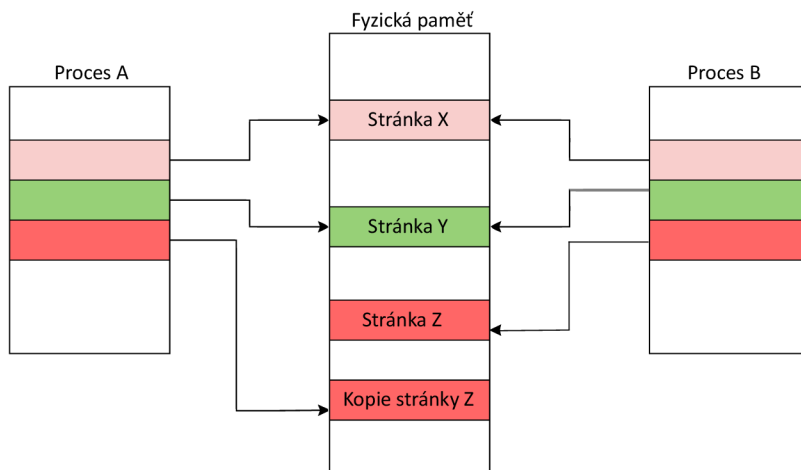 Fyzická paměť
Proces A
Proces B
Stránka X
Stránka Y
Stránka Z
Kopie stránky Z